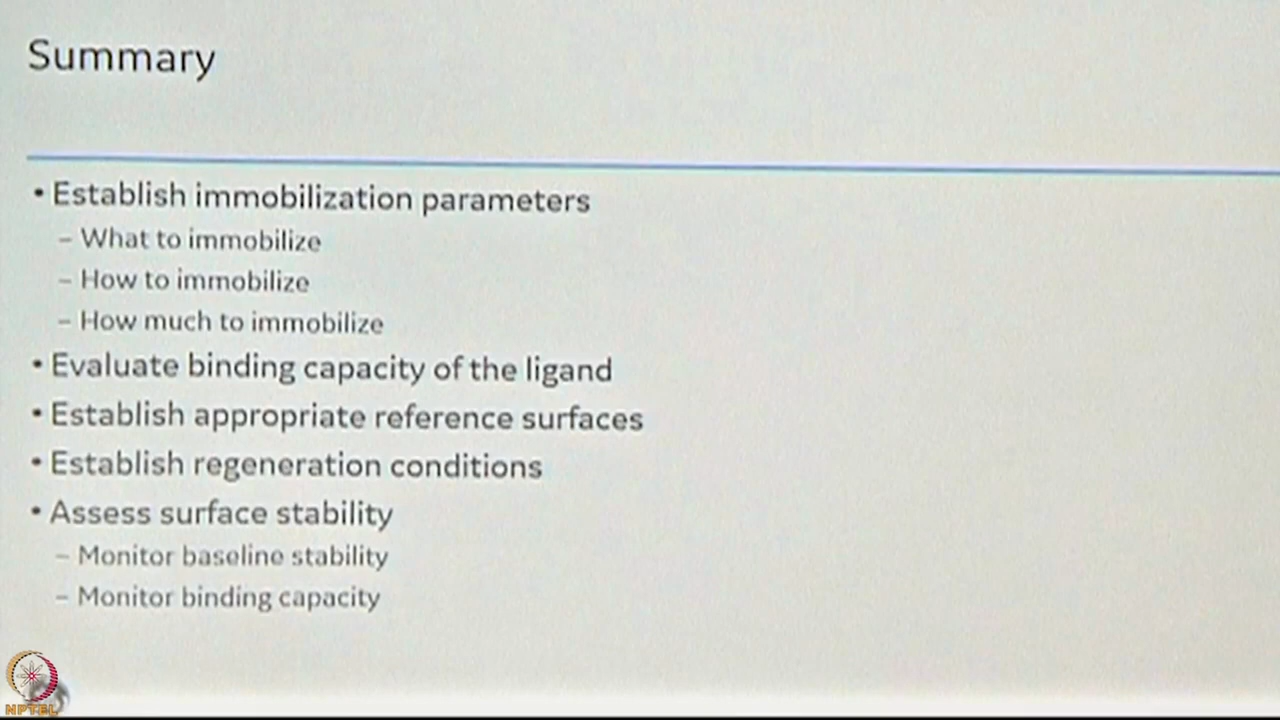 Summary
• Establish immobilization parameters
– What to immobilize
– How to immobilize
– How much to immobilize
• Evaluate binding capacity of the ligand
• Establish appropriate reference surfaces
• Establish regeneration conditions
• Assess surface stability
– Monitor baseline stability
– Monitor binding capacity
NPTEL